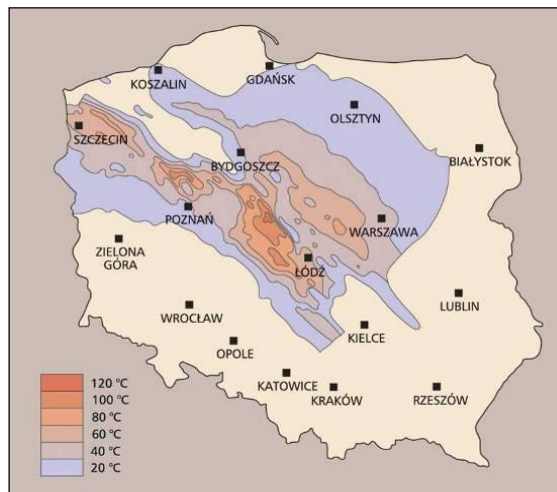 GDAŃSK
KOSZALIN
OLSZTYN
SZCZECIN
BYDGOSZCZ
BIAŁYSTOK
POZNAŃ
WARSZAWA
ZIELONA
GÓRA
ŁÓDŹ
LUBLIN
WROCŁAW
KIELCE
OPOLE
KATOWICE
KRAKÓW
RZESZÓW
120 °C
100 °C
80 °C
60 °C
40 °C
20 °C